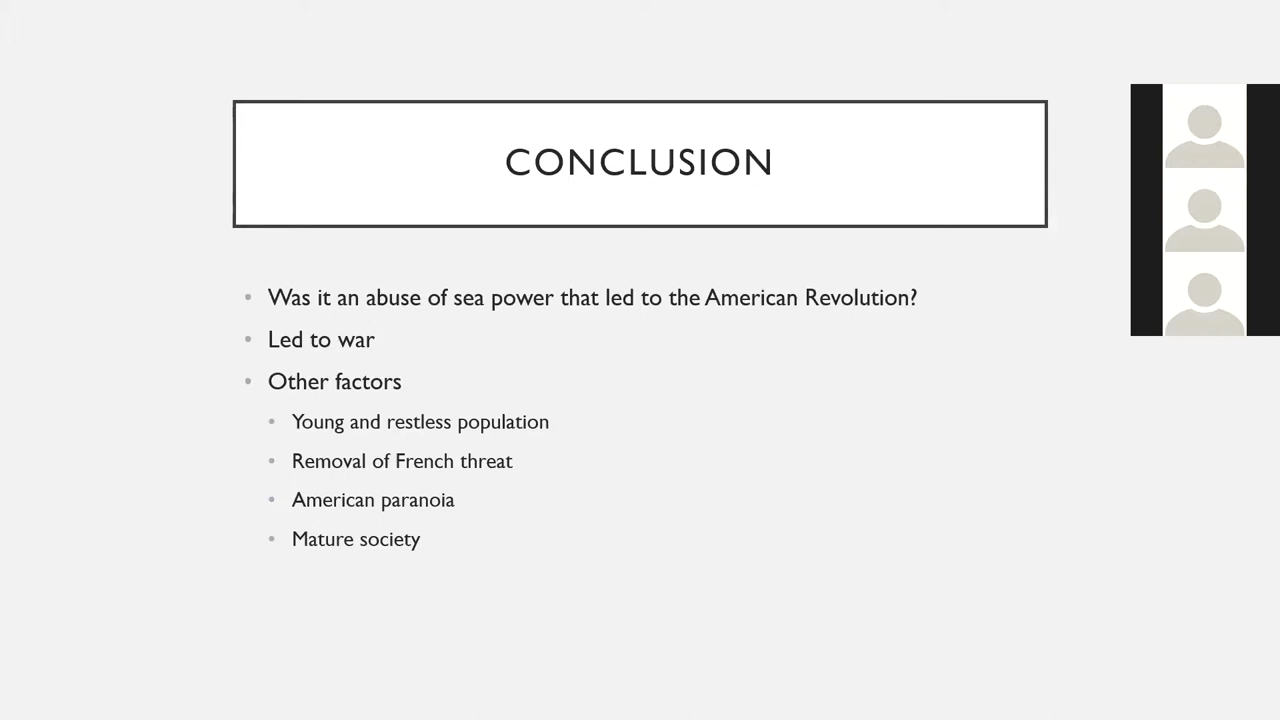 CONCLUSION
• Was it an abuse of sea power that led to the American Revolution?
• Led to war
• Other factors
• Young and restless population
• Removal of French threat
• American paranoia
• Mature society